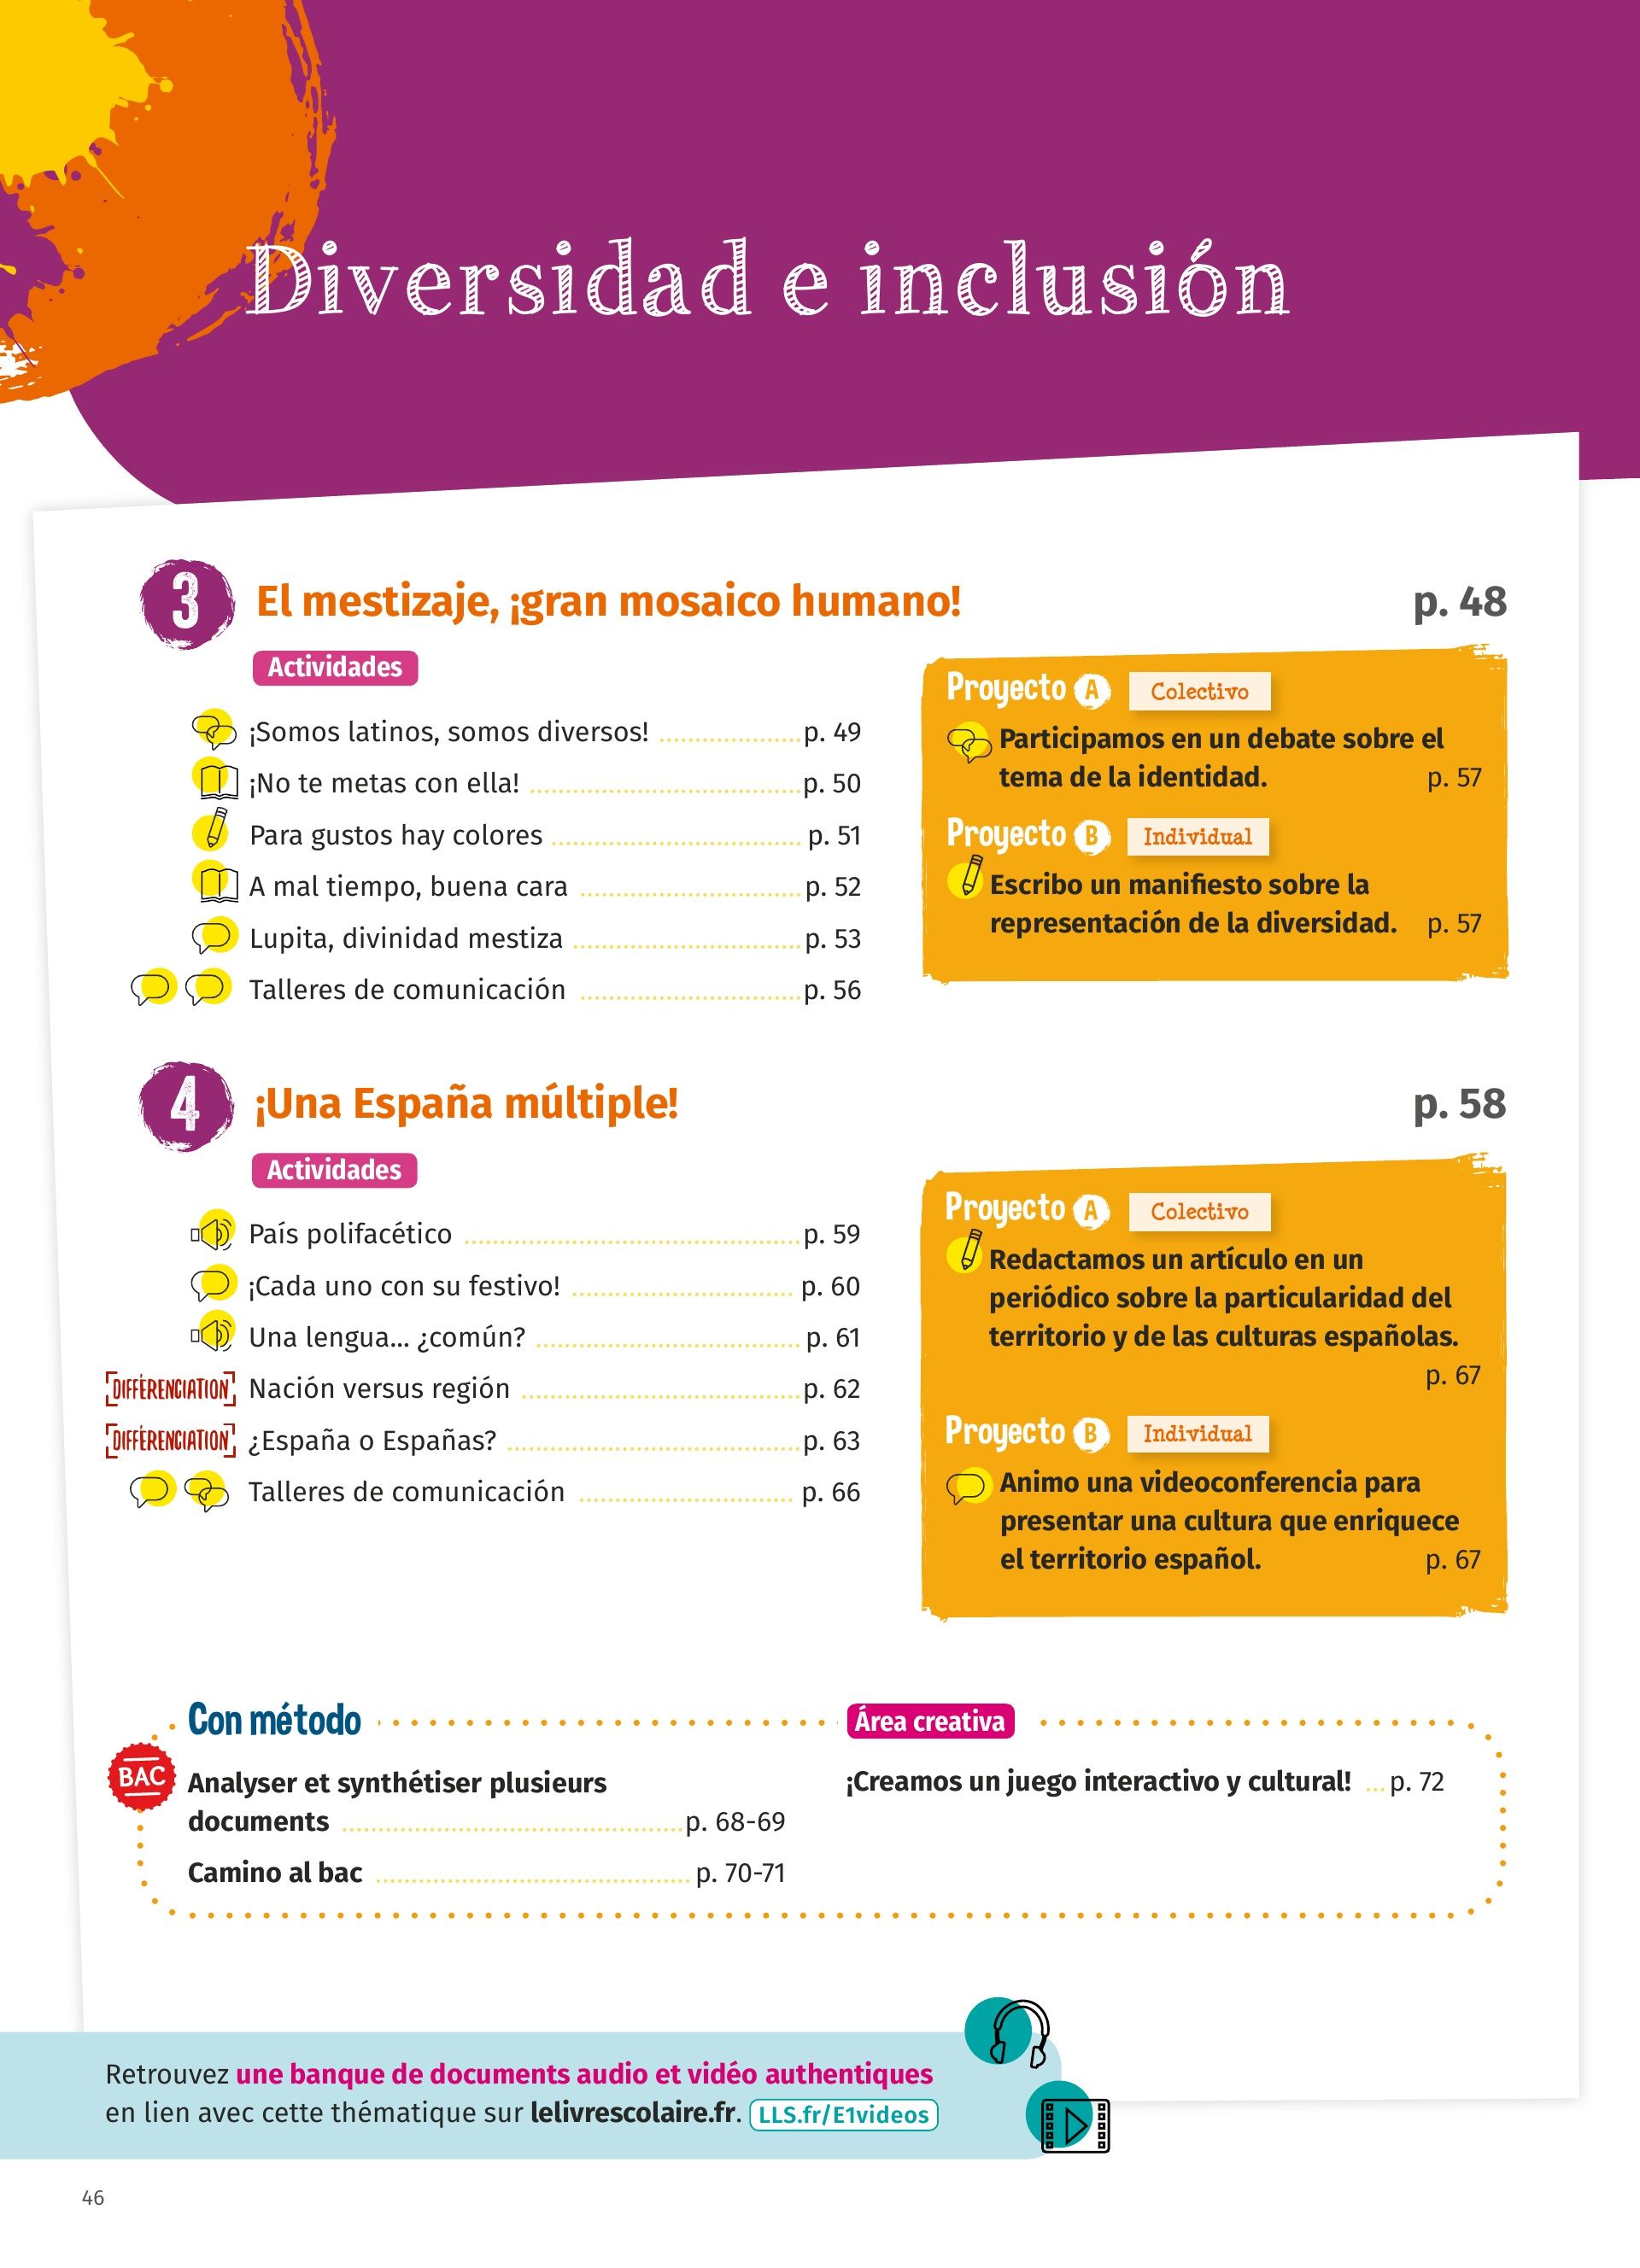 Diversidad e inclusión
3 El mestizaje, ¡gran mosaico humano! p. 48
Actividades
¡Somos latinos, somos diversos! p. 49
¡No te metas con ella! p. 50
Para gustos hay colores p. 51
A mal tiempo, buena cara p. 52
Lupita, divinidad mestiza p. 53
Talleres de comunicación p. 56
Proyecto A Colectivo
Participamos en un debate sobre el
tema de la identidad. p. 57
Proyecto B Individual
Escribo un manifiesto sobre la
representación de la diversidad. p. 57
4 ¡Una España múltiple! p. 58
Actividades
País polifacético p. 59
¡Cada uno con su festivo! p. 60
Una lengua... ¿común? p. 61
DIFFÉRENCIATION Nación versus región p. 62
DIFFÉRENCIATION ¿España o Españas? p. 63
Talleres de comunicación p. 66
Proyecto A Colectivo
Redactamos un artículo en un
periódico sobre la particularidad del
territorio y de las culturas españolas.
p. 67
Proyecto B Individual
Animo una videoconferencia para
presentar una cultura que enriquece
el territorio español. p. 67
Con método
BAC
Analyser et synthétiser plusieurs
documents p. 68-69
Camino al bac p. 70-71
Área creativa
¡Creamos un juego interactivo y cultural! p. 72
Retrouvez une banque de documents audio et vidéo authentiques
en lien avec cette thématique sur lelivrescolaire.fr. LLS.fr/E1videos
46